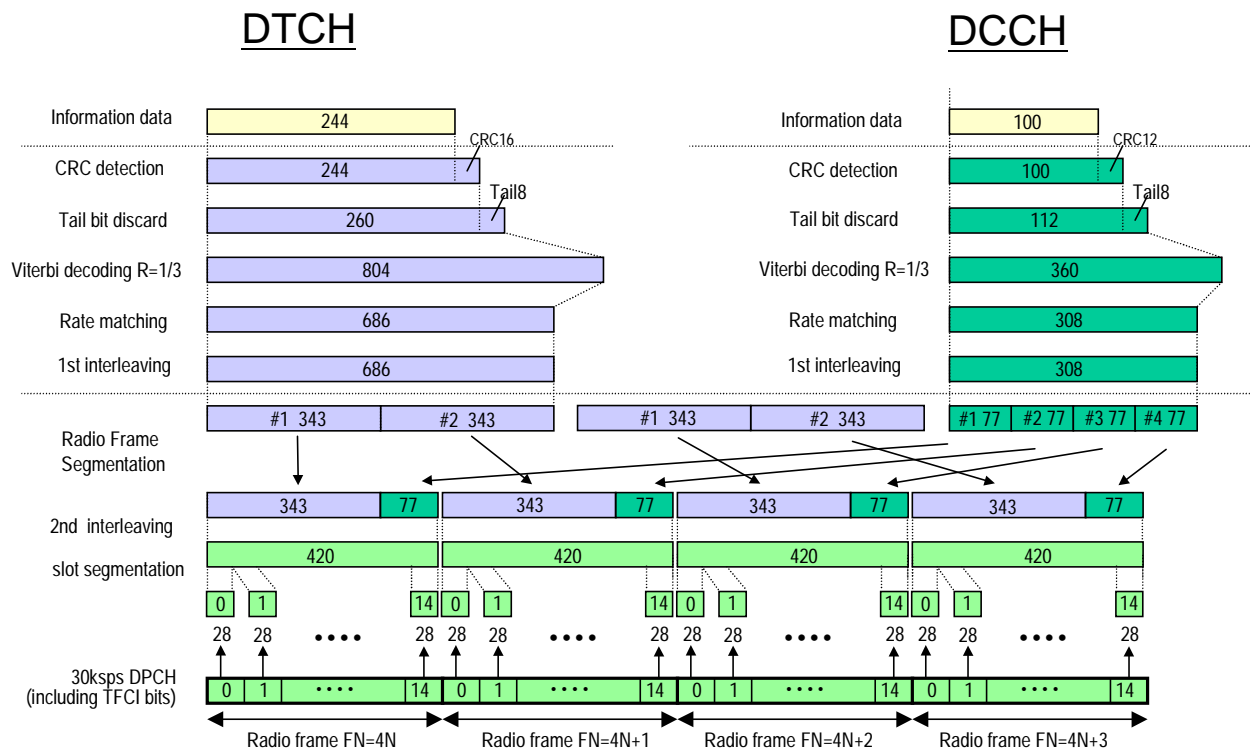 DTCH DCCH
Information data 244 Information data 100
CRC16 CRC12
CRC detection 244 CRC detection 100
Tail8 Tail8
Tail bit discard 260 Tail bit discard 112
Viterbi decoding R=1/3 804 Viterbi decoding R=1/3 360
Rate matching 686 Rate matching 308
1st interleaving 686 1st interleaving 308
#1 343 #2 343 #1 343 #2 343 #1 77 #2 77 #3 77 #4 77
Radio Frame
Segmentation
343 77 343 77 343 77 343 77
2nd interleaving
420 420 420 420
slot segmentation
0 1 14 0 1 14 0 1 14 0 1 14
28 28 •••• 28 28 28 •••• 28 28 28 •••• 28 28 28 •••• 28
30ksps DPCH
(including TFCI bits)
0 1 •••• 14 0 1 •••• 14 0 1 •••• 14 0 1 •••• 14
Radio frame FN=4N Radio frame FN=4N+1 Radio frame FN=4N+2 Radio frame FN=4N+3